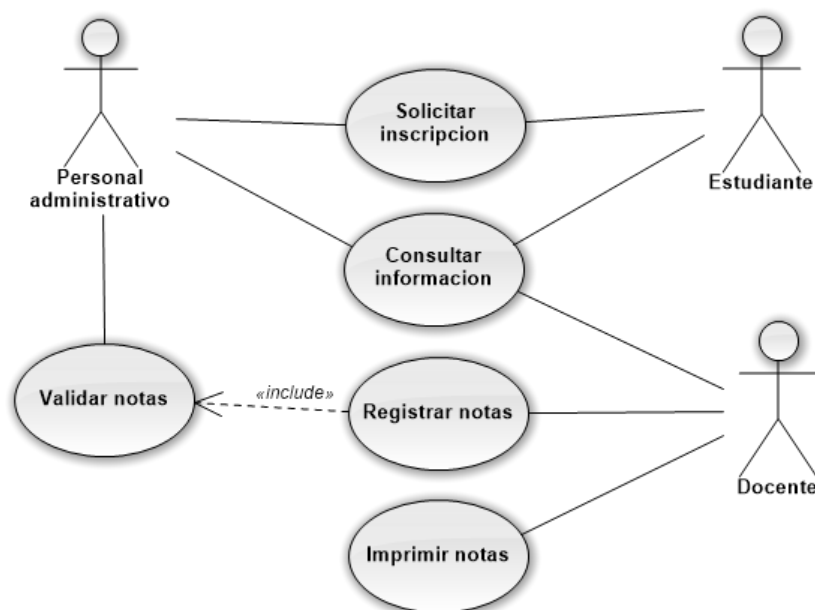 Solicitar
inscripcion
Personal
administrativo
Estudiante
Consultar
informacion
Validar notas
«include»
Registrar notas
Docente
Imprimir notas